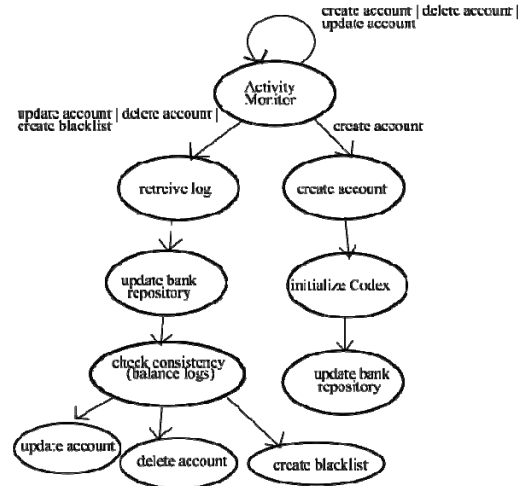 create account | delete account |
update account
Activity
Monitor
update account | delete account |
create blacklist
create account
retreive log
create account
update bank
repository
initialize Codex
check consistency
{balance logs}
update bank
repository
update account
delete account
create blacklist